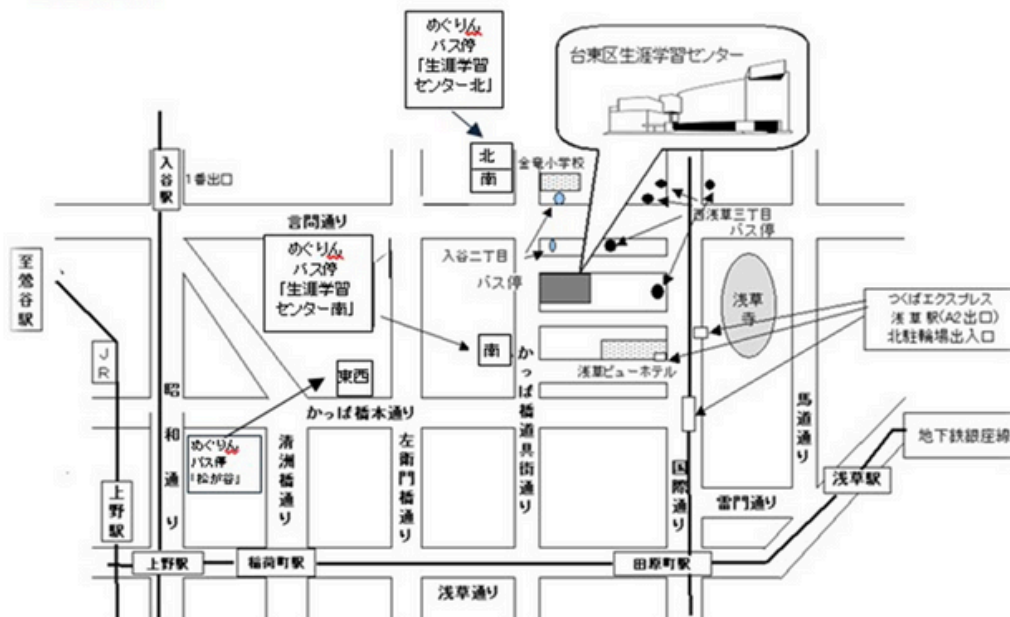 めぐりん
バス停
「生涯学習
センター北」
台東区生涯学習センター
北
南
金竜小学校
入谷駅
1番出口
言問通り
西浅草三丁目
バス停
めぐりん
バス停
「生涯学習
センター南」
入谷二丁目
バス停
至鶯谷駅
浅草
寺
つくばエクスプレス
浅草駅(A2出口)
北駐輪場出入口
JR
南
東西
浅草ビューホテル
かっぱ橋本通り
昭和通り
めぐりん
バス停
「松が谷」
清洲橋通り
左衛門橋通り
かっぱ橋道具街通り
国際通り
馬道通り
地下鉄銀座線
浅草駅
雷門通り
上野駅
上野駅
稲荷町駅
田原町駅
浅草通り